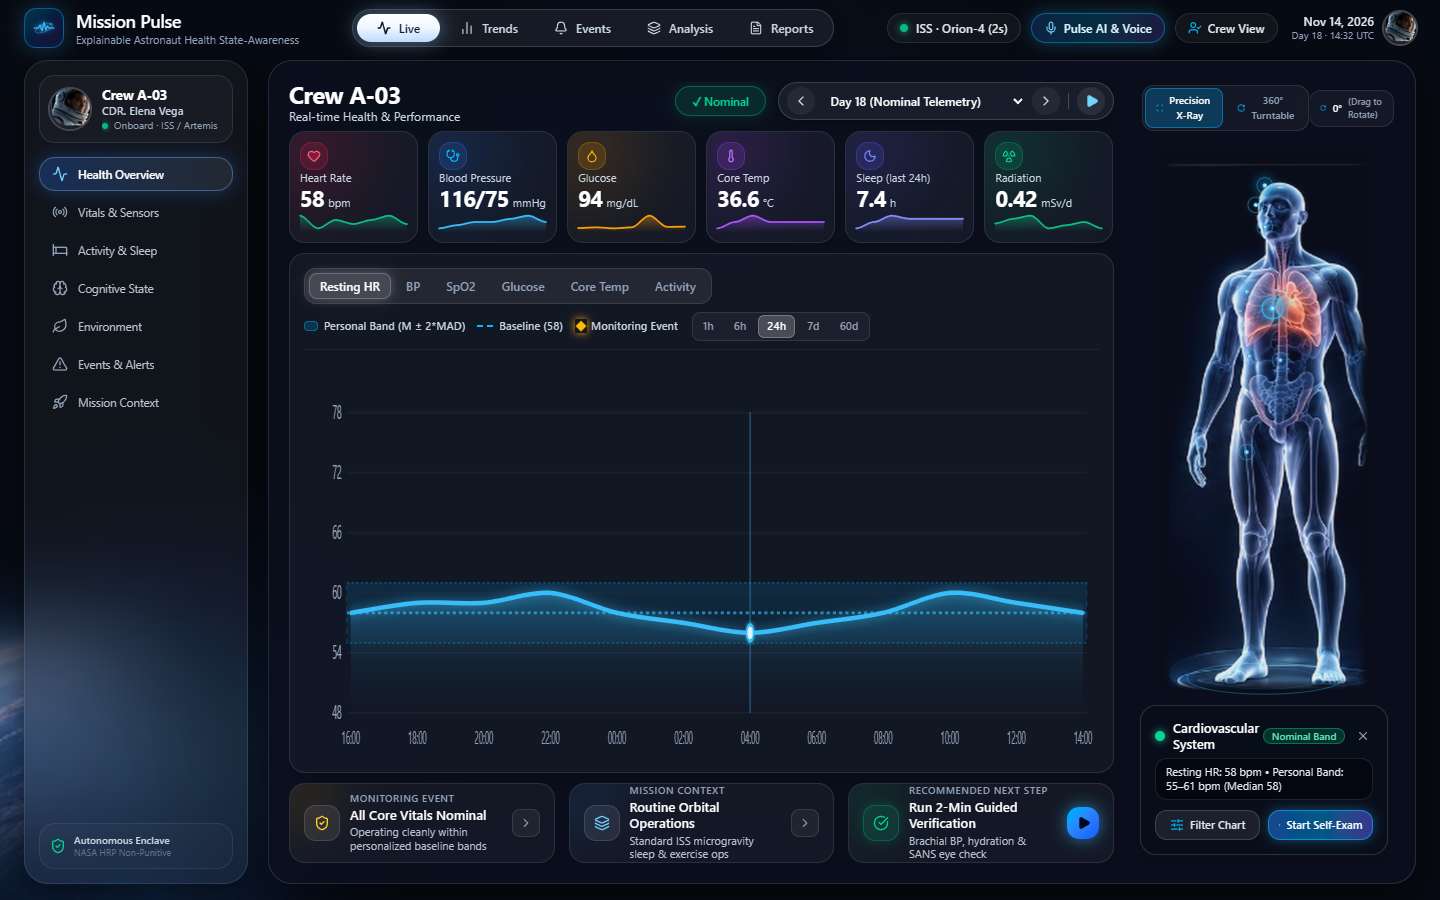 Mission Pulse
Explainable Astronaut Health State-Awareness
Live
Trends
Events
Analysis
Reports
ISS · Orion-4 (2s)
Pulse AI & Voice
Crew View
Nov 14, 2026
Day 18 · 14:32 UTC
Crew A-03
CDR. Elena Vega
Onboard · ISS / Artemis
Health Overview
Vitals & Sensors
Activity & Sleep
Cognitive State
Environment
Events & Alerts
Mission Context
Autonomous Enclave
NASA HRP Non-Punitive
Crew A-03
Real-time Health & Performance
✓ Nominal
Day 18 (Nominal Telemetry)
Heart Rate
58 bpm
Blood Pressure
116/75 mmHg
Glucose
94 mg/dL
Core Temp
36.6 °C
Sleep (last 24h)
7.4 h
Radiation
0.42 mSv/d
Resting HR
BP
SpO2
Glucose
Core Temp
Activity
Personal Band (M ± 2*MAD)
Baseline (58)
Monitoring Event
1h
6h
24h
7d
60d
78
72
66
60
54
48
16:00
18:00
20:00
22:00
00:00
02:00
04:00
06:00
08:00
10:00
12:00
14:00
MONITORING EVENT
All Core Vitals Nominal
Operating cleanly within
personalized baseline bands
MISSION CONTEXT
Routine Orbital
Operations
Standard ISS microgravity
sleep & exercise ops
RECOMMENDED NEXT STEP
Run 2-Min Guided
Verification
Brachial BP, hydration &
SANS eye check
Precision
X-Ray
360°
Turntable
0°
(Drag to
Rotate)
Cardiovascular
System
Nominal Band
Resting HR: 58 bpm • Personal Band:
55–61 bpm (Median 58)
Filter Chart
Start Self-Exam